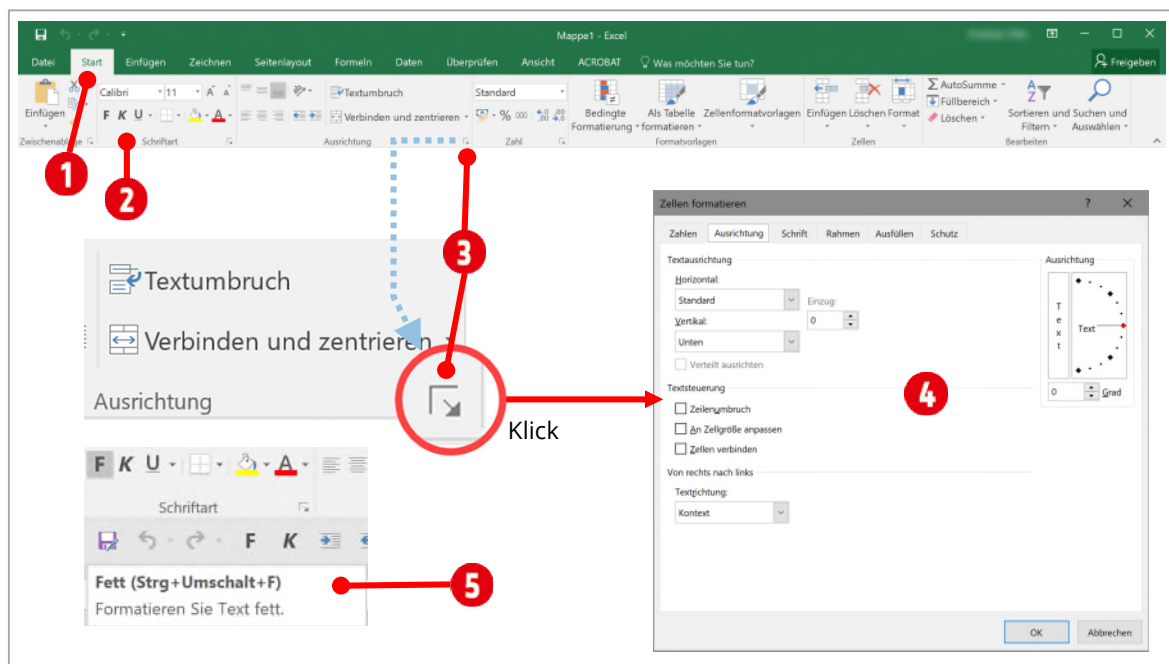 Mappe1 - Excel
Datei Start Einfügen Zeichnen Seitenlayout Formeln Daten Überprüfen Ansicht ACROBAT Was möchten Sie tun? Freigeben
Calibri 11 Textumbruch Standard AutoSumme
Füllbereich
Einfügen F K U A Verbinden und zentrieren % 000 Bedingte Als Tabelle Zellenformatvorlagen Einfügen Löschen Format Löschen Sortieren und Suchen und
Formatierung formatieren Filtern Auswählen
Zwischenablage Schriftart Ausrichtung Zahl Formatvorlagen Zellen Bearbeiten
1
2
3
Textumbruch
Verbinden und zentrieren
Ausrichtung
Klick
F K U A
Schriftart
F K
Fett (Strg+Umschalt+F)
Formatieren Sie Text fett.
5
Zellen formatieren ? ×
Zahlen Ausrichtung Schrift Rahmen Ausfüllen Schutz
Textausrichtung
Horizontal:
Standard Einzug:
Vertikal: 0
Unten
Verteilt ausrichten
Textsteuerung
Zeilenumbruch
An Zellgröße anpassen
Zellen verbinden
Von rechts nach links
Textrichtung:
Kontext
4
Ausrichtung
Text
Text
0 Grad
OK Abbrechen